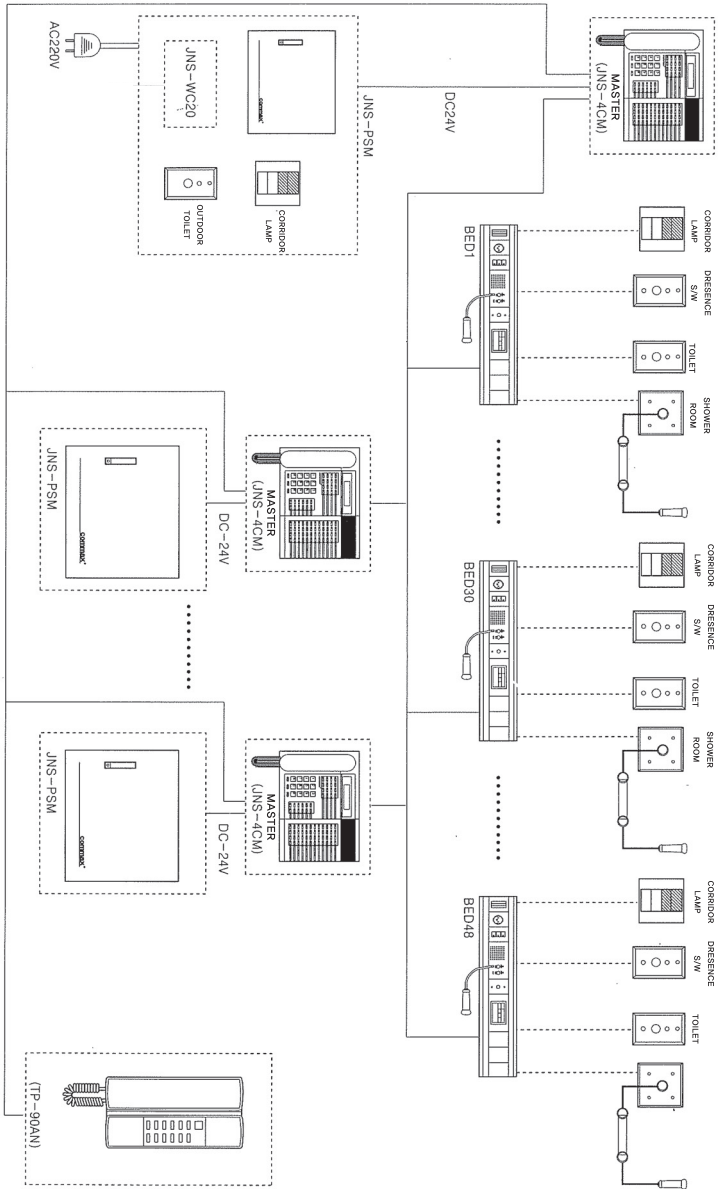 CORRIDOR
LAMP
DRESENCE
S/W
TOILET
SHOWER
ROOM
CORRIDOR
LAMP
DRESENCE
S/W
TOILET
SHOWER
ROOM
CORRIDOR
LAMP
DRESENCE
S/W
TOILET
MASTER
(JNS-4CM)
BED1
BED30
BED48
DC24V
JNS-PSM
commax
CORRIDOR
LAMP
JNS-WC20
OUTDOOR
TOILET
AC220V
MASTER
(JNS-4CM)
DC-24V
commax
JNS-PSM
MASTER
(JNS-4CM)
DC-24V
commax
JNS-PSM
(TP-90AN)